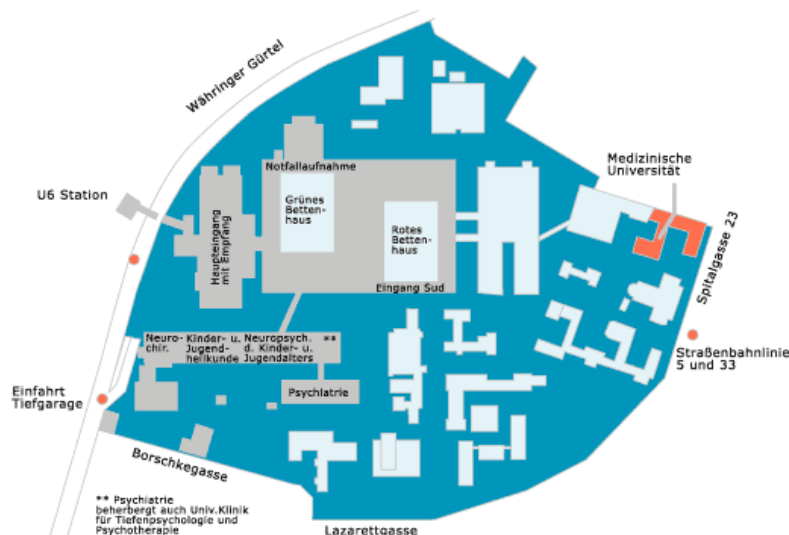 Währinger Gürtel
Medizinische
Universität
Notfallaufnahme
U6 Station
Grünes
Betten-
haus
Haupteingang
mit Empfang
Rotes
Betten-
haus
Spitalgasse 23
Eingang Sud
Neuro-
chir.
Kinder- u.
Jugend-
heilkunde
Neuropsych. **
d. Kinder- u.
Jugendalters
Straßenbahnlinie
5 und 33
Einfahrt
Tiefgarage
Psychiatrie
Borschkegasse
** Psychiatrie
beherbergt auch Univ.Klinik
für Tiefenpsychologie und
Psychotherapie
Lazarettgasse